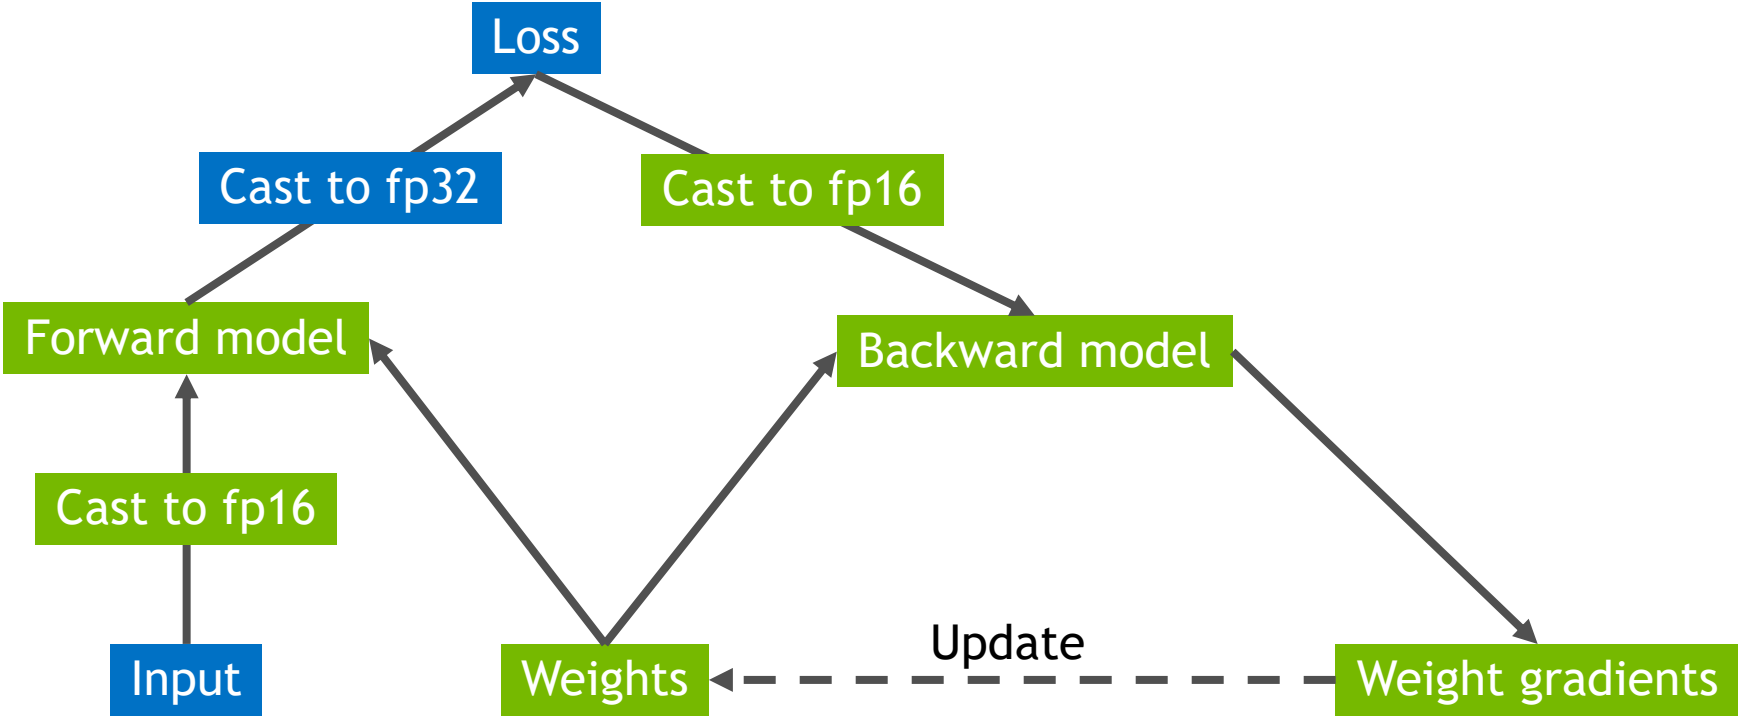 Loss
Cast to fp32
Cast to fp16
Forward model
Backward model
Cast to fp16
Update
Input
Weights
Weight gradients